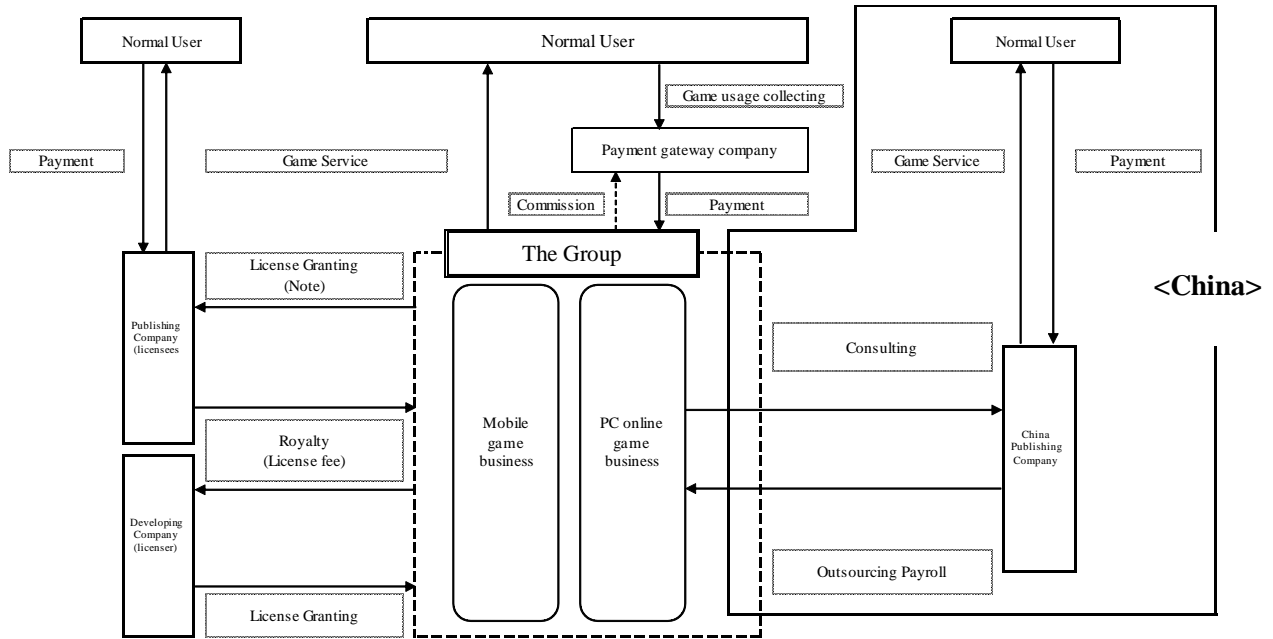 Normal User
Normal User
Normal User
Game usage collecting
Payment gateway company
Payment
Game Service
Game Service
Payment
Commission
Payment
The Group
License Granting
(Note)
<China>
Publishing
Company
(licensees
Consulting
Mobile
game
business
PC online
game
business
Royalty
(License fee)
China
Publishing
Company
Developing
Company
(licenser)
Outsourcing Payroll
License Granting